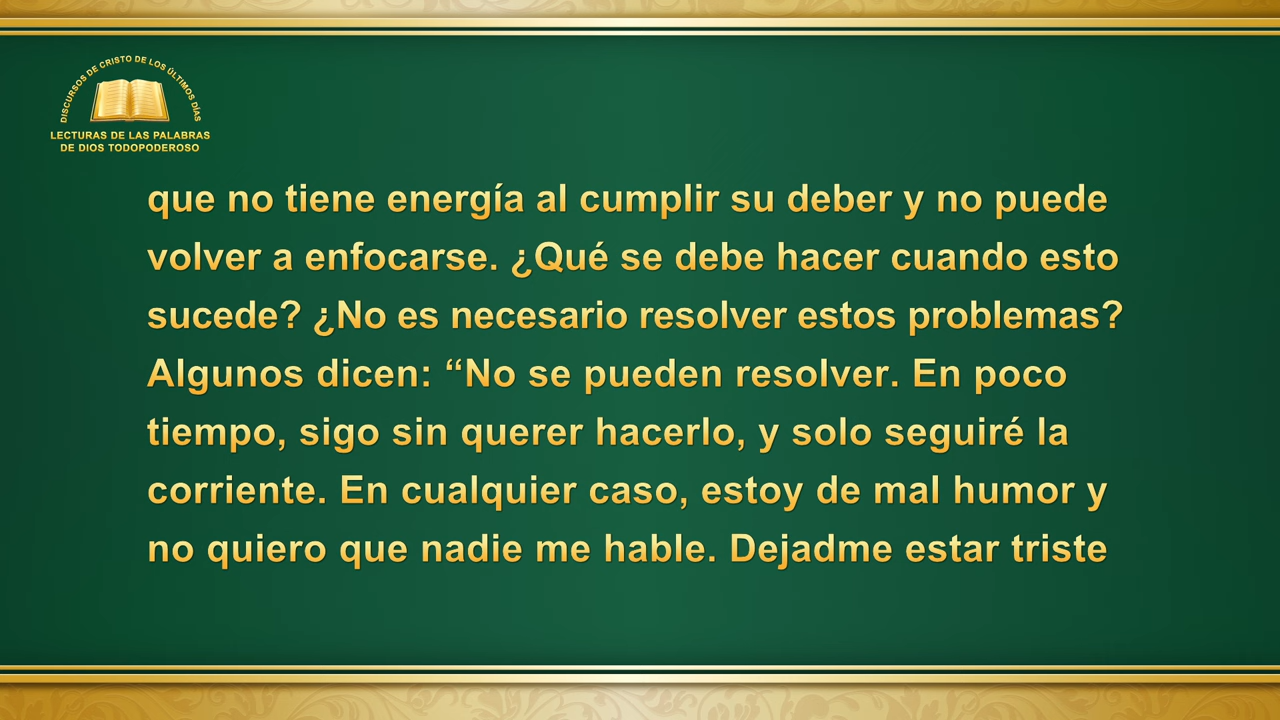 DISCURSOS DE CRISTO DE LOS ÚLTIMOS DÍAS
LECTURAS DE LAS PALABRAS
DE DIOS TODOPODEROSO
que no tiene energía al cumplir su deber y no puede
volver a enfocarse. ¿Qué se debe hacer cuando esto
sucede? ¿No es necesario resolver estos problemas?
Algunos dicen: “No se pueden resolver. En poco
tiempo, sigo sin querer hacerlo, y solo seguiré la
corriente. En cualquier caso, estoy de mal humor y
no quiero que nadie me hable. Dejadme estar triste